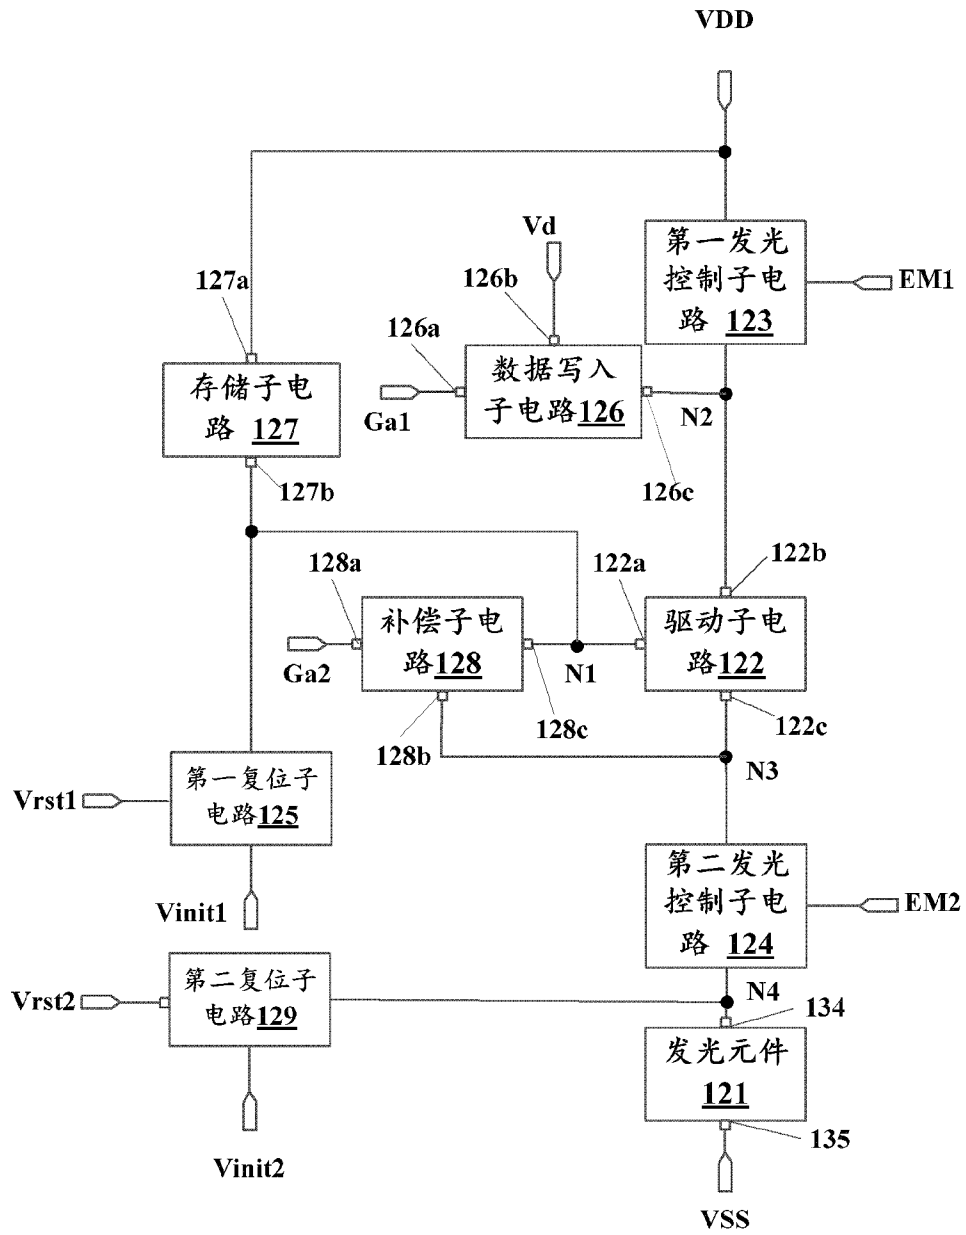 VDD
Vd
第一发光
控制子电
路 123
EM1
127a
126b
126a
存储子电
路 127
数据写入
子电路126
Ga1
N2
127b
126c
128a
122a
122b
补偿子电
路128
驱动子电
路122
Ga2
N1
128b
128c
122c
N3
第一复位子
电路125
Vrst1
Vinit1
第二发光
控制子电
路 124
EM2
第二复位子
电路129
Vrst2
N4
134
发光元件
121
135
Vinit2
VSS